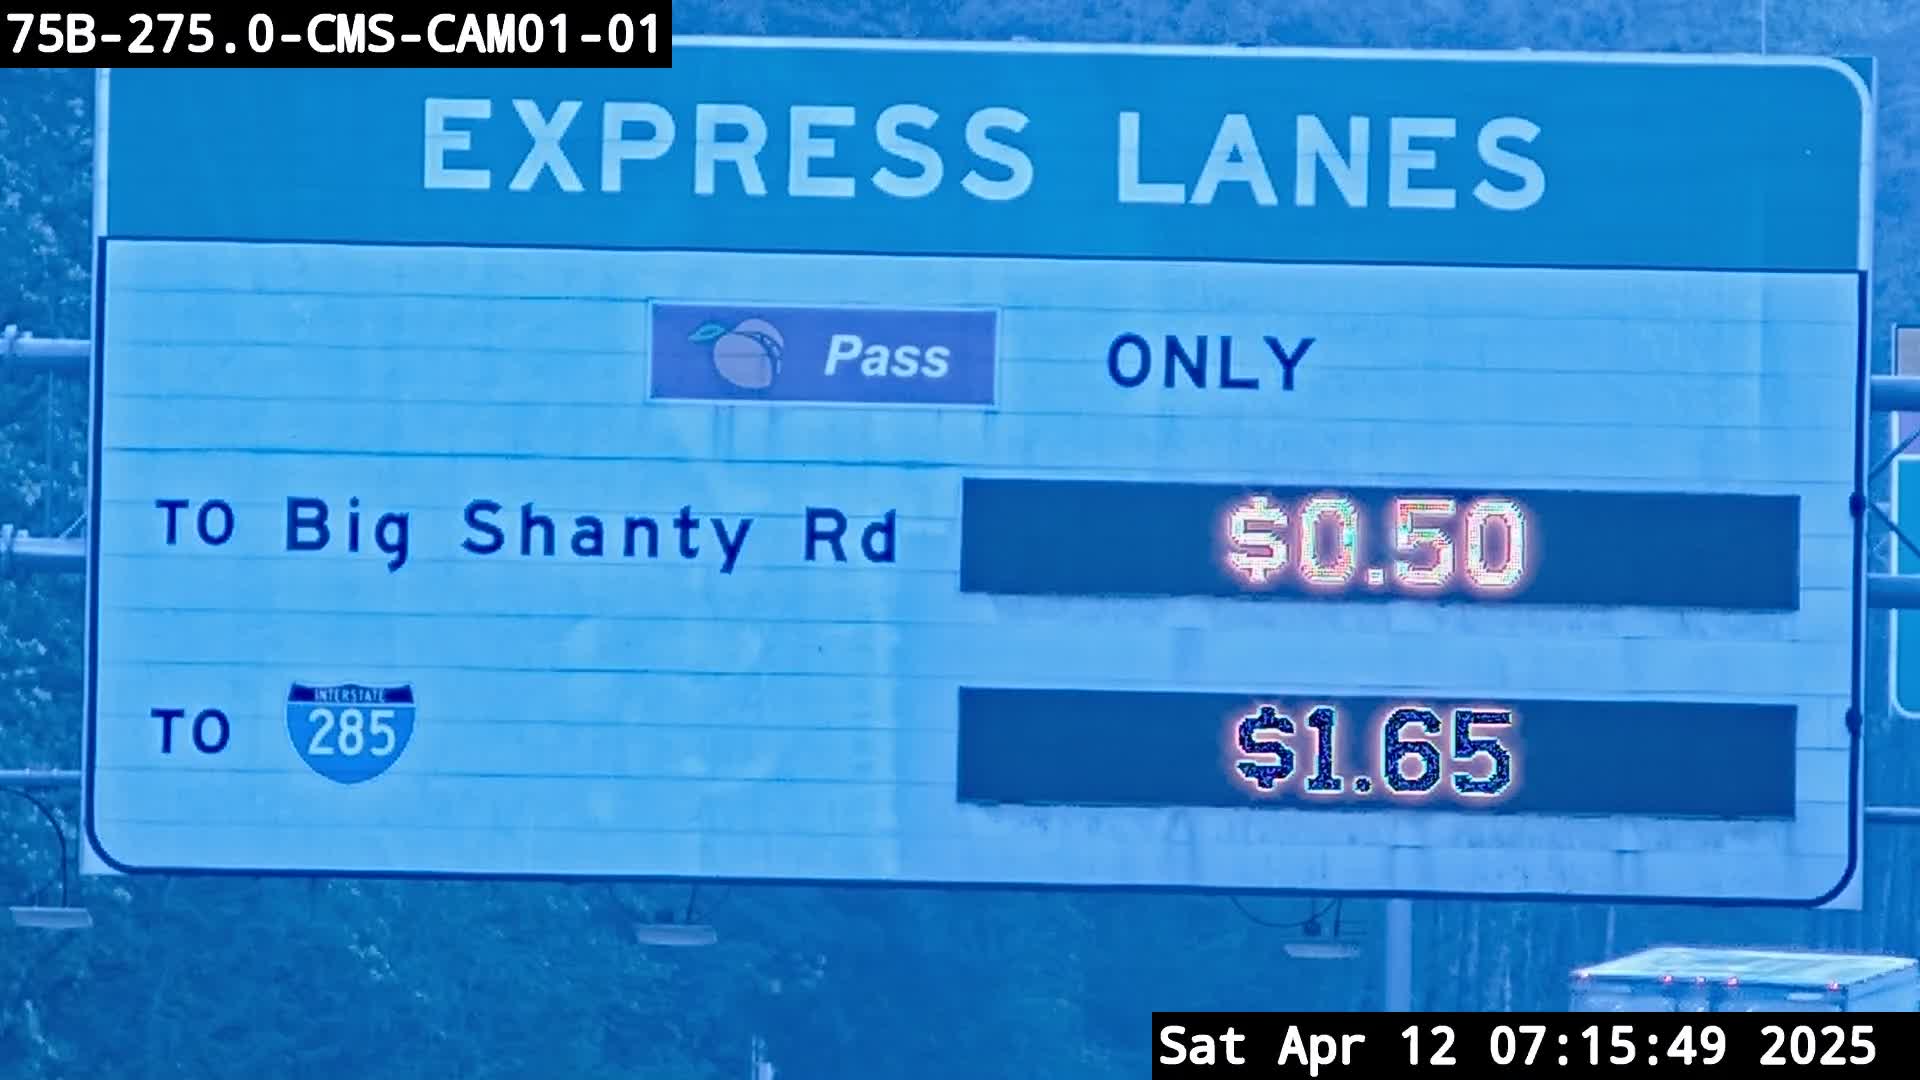 75B-275.0-CMS-CAM01-01
EXPRESS LANES
Pass ONLY
TO Big Shanty Rd $0.50
INTERSTATE
TO 285 $1.65
Sat Apr 12 07:15:49 2025